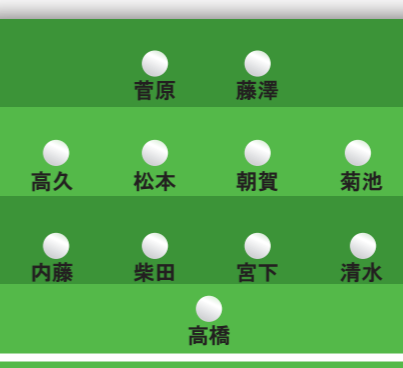 菅原 藤澤
高久 松本 朝賀 菊池
内藤 柴田 宮下 清水
高橋